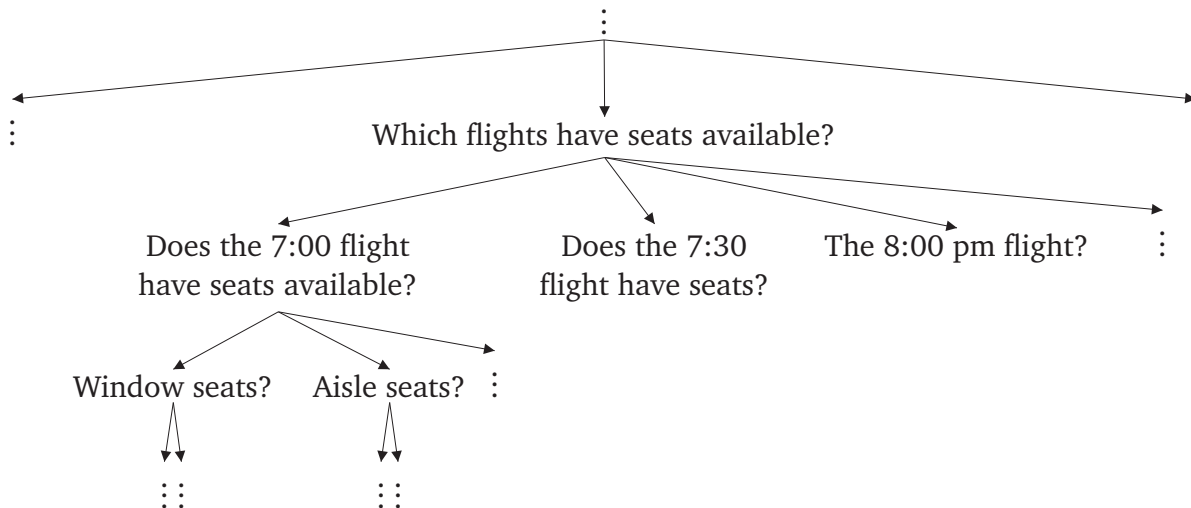 ⋮
⋮ Which flights have seats available?
Does the 7:00 flight
have seats available?
Does the 7:30
flight have seats?
The 8:00 pm flight? ⋮
Window seats? Aisle seats? ⋮
⋮ ⋮ ⋮ ⋮